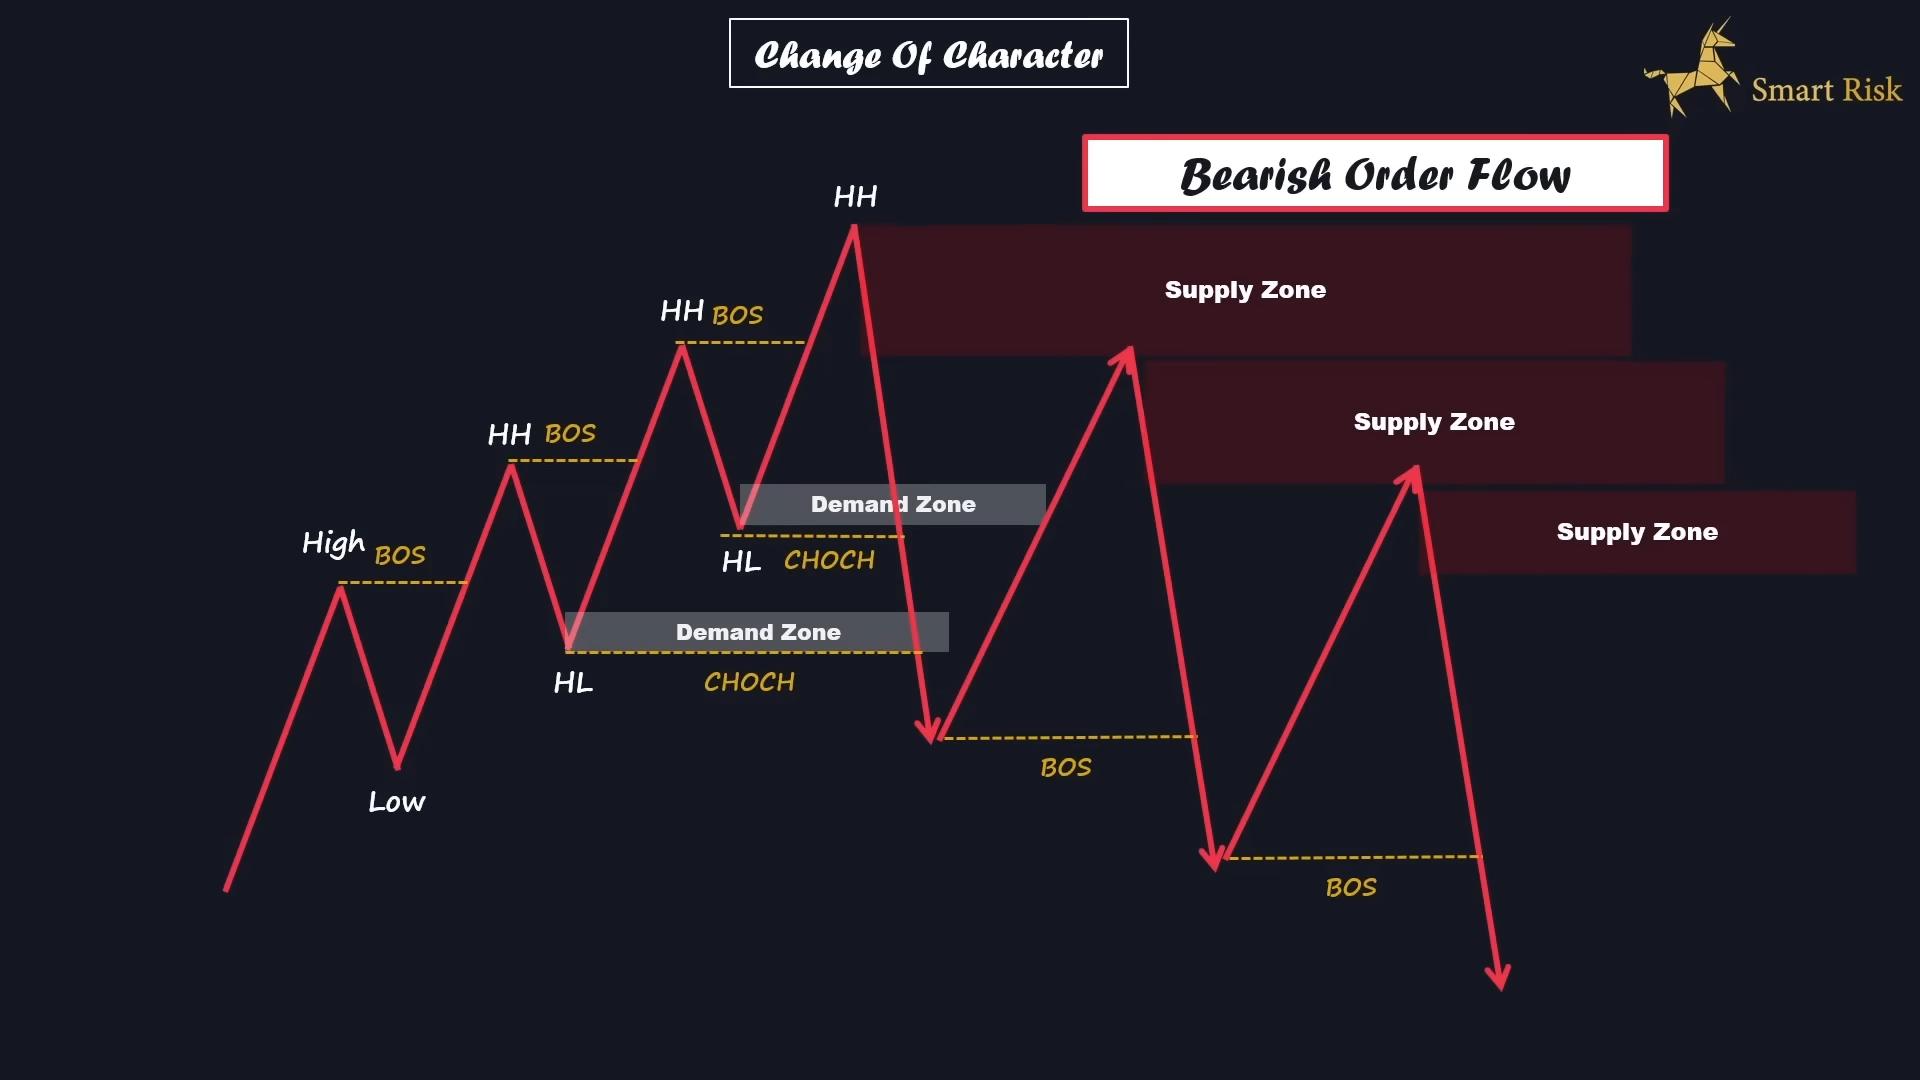 Change Of Character
Smart Risk
Bearish Order Flow
HH
Supply Zone
HH BOS
Supply Zone
HH BOS
Demand Zone
Supply Zone
High BOS
HL CHOCH
Demand Zone
HL CHOCH
BOS
Low
BOS